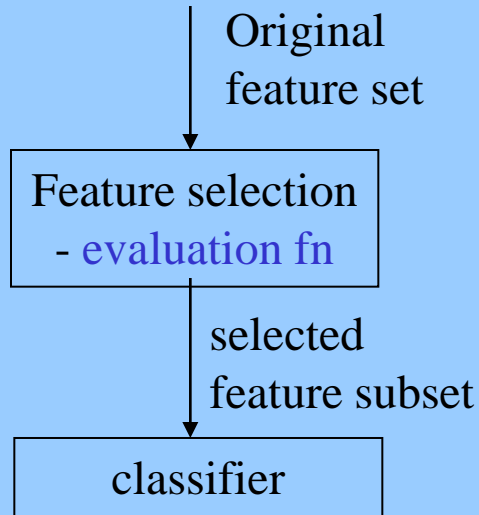 Original
feature set
Feature selection
- evaluation fn
selected
feature subset
classifier